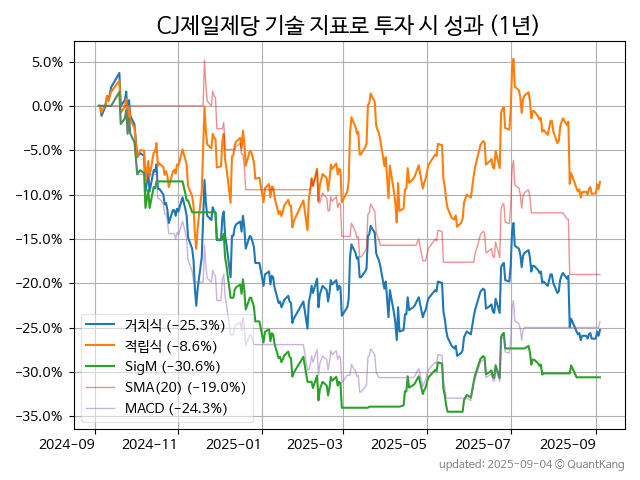 CJ제일제당 기술 지표로 투자 시 성과 (1년)
5.0%
0.0%
−5.0%
−10.0%
−15.0%
−20.0%
−25.0%
−30.0%
−35.0%
거치식 (−25.3%)
적립식 (−8.6%)
SigM (−30.6%)
SMA(20) (−19.0%)
MACD (−24.3%)
2024−09 2024−11 2025−01 2025−03 2025−05 2025−07 2025−09
updated: 2025-09-04 © QuantKang